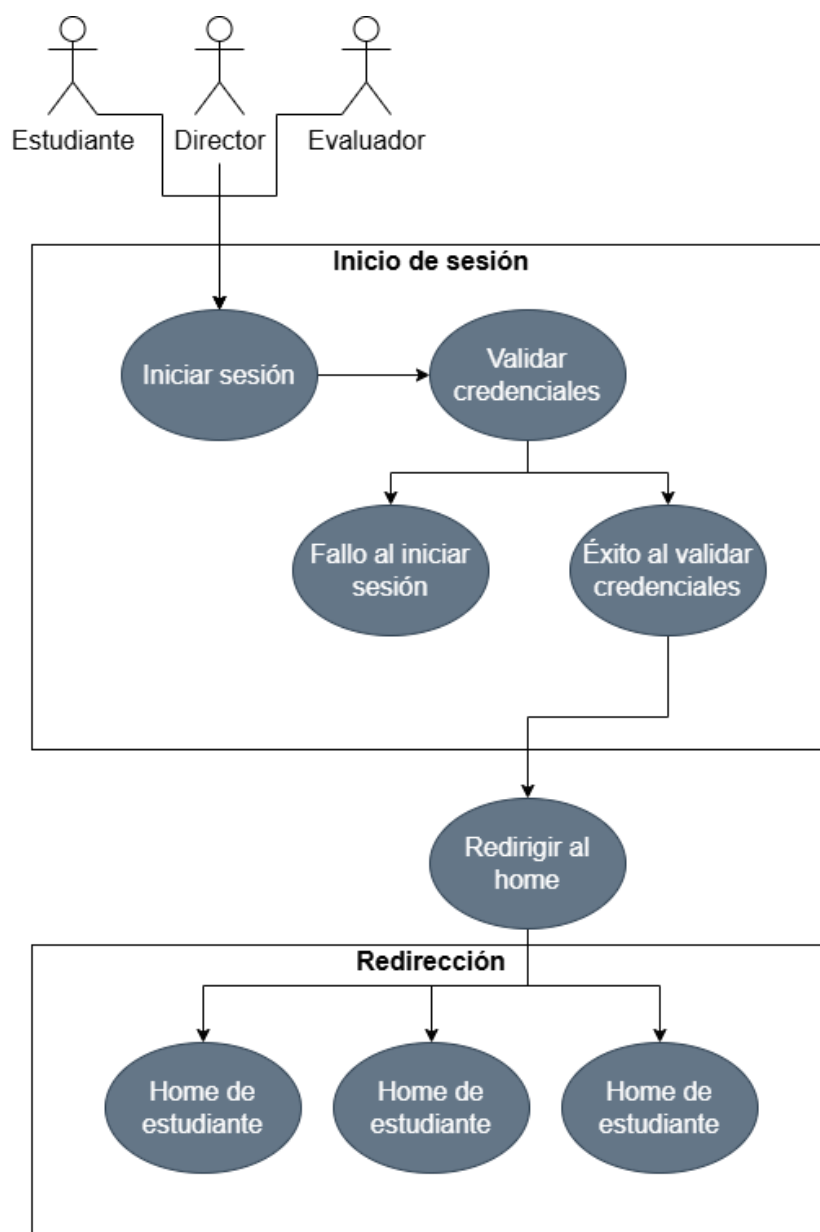 Estudiante
Director
Evaluador
Inicio de sesión
Iniciar sesión
Validar
credenciales
Fallo al iniciar
sesión
Éxito al validar
credenciales
Redirigir al
home
Redirección
Home de
estudiante
Home de
estudiante
Home de
estudiante